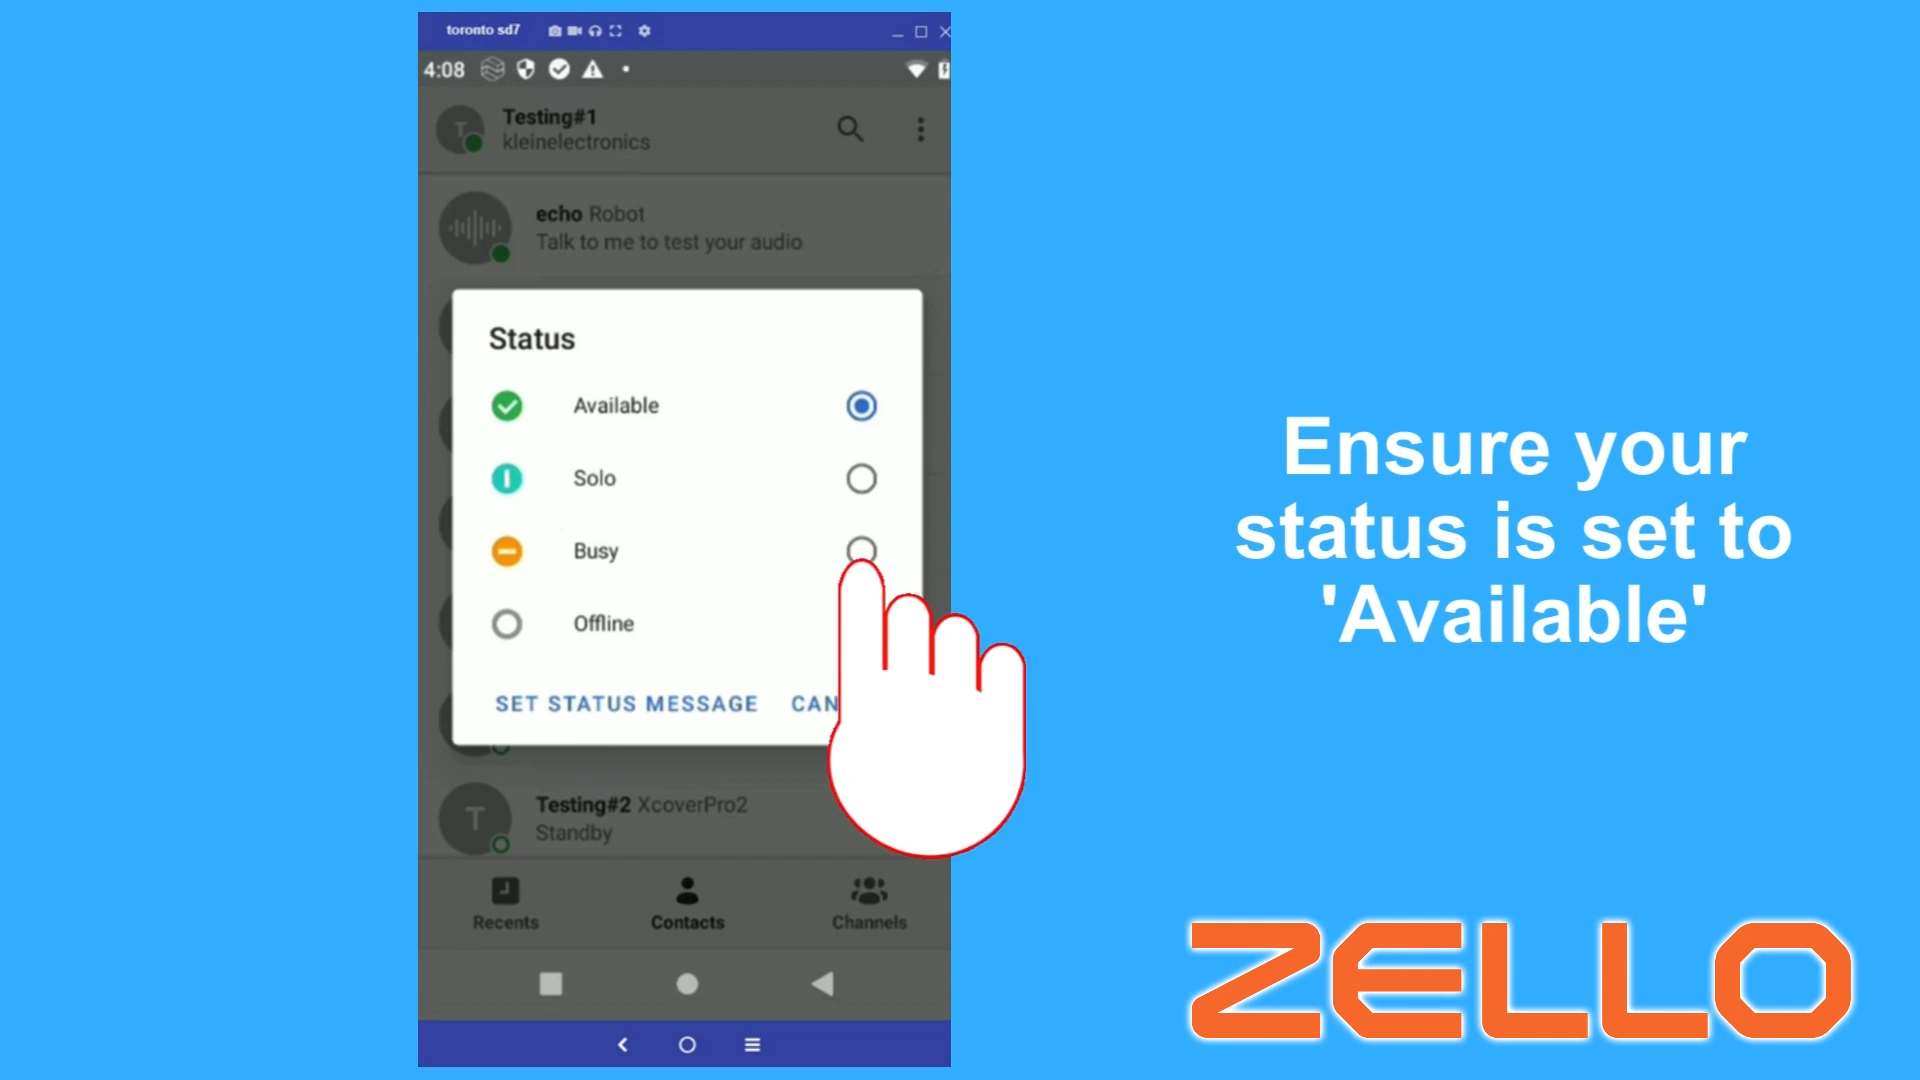 toronto sd7
4:08
Testing#1
kleinelectronics
T
echo Robot
Talk to me to test your audio
Status
Available
Solo
Busy
Offline
SET STATUS MESSAGE CAN
T
Testing#2 XcoverPro2
Standby
Recents
Contacts
Channels
Ensure your
status is set to
'Available'
ZELLO